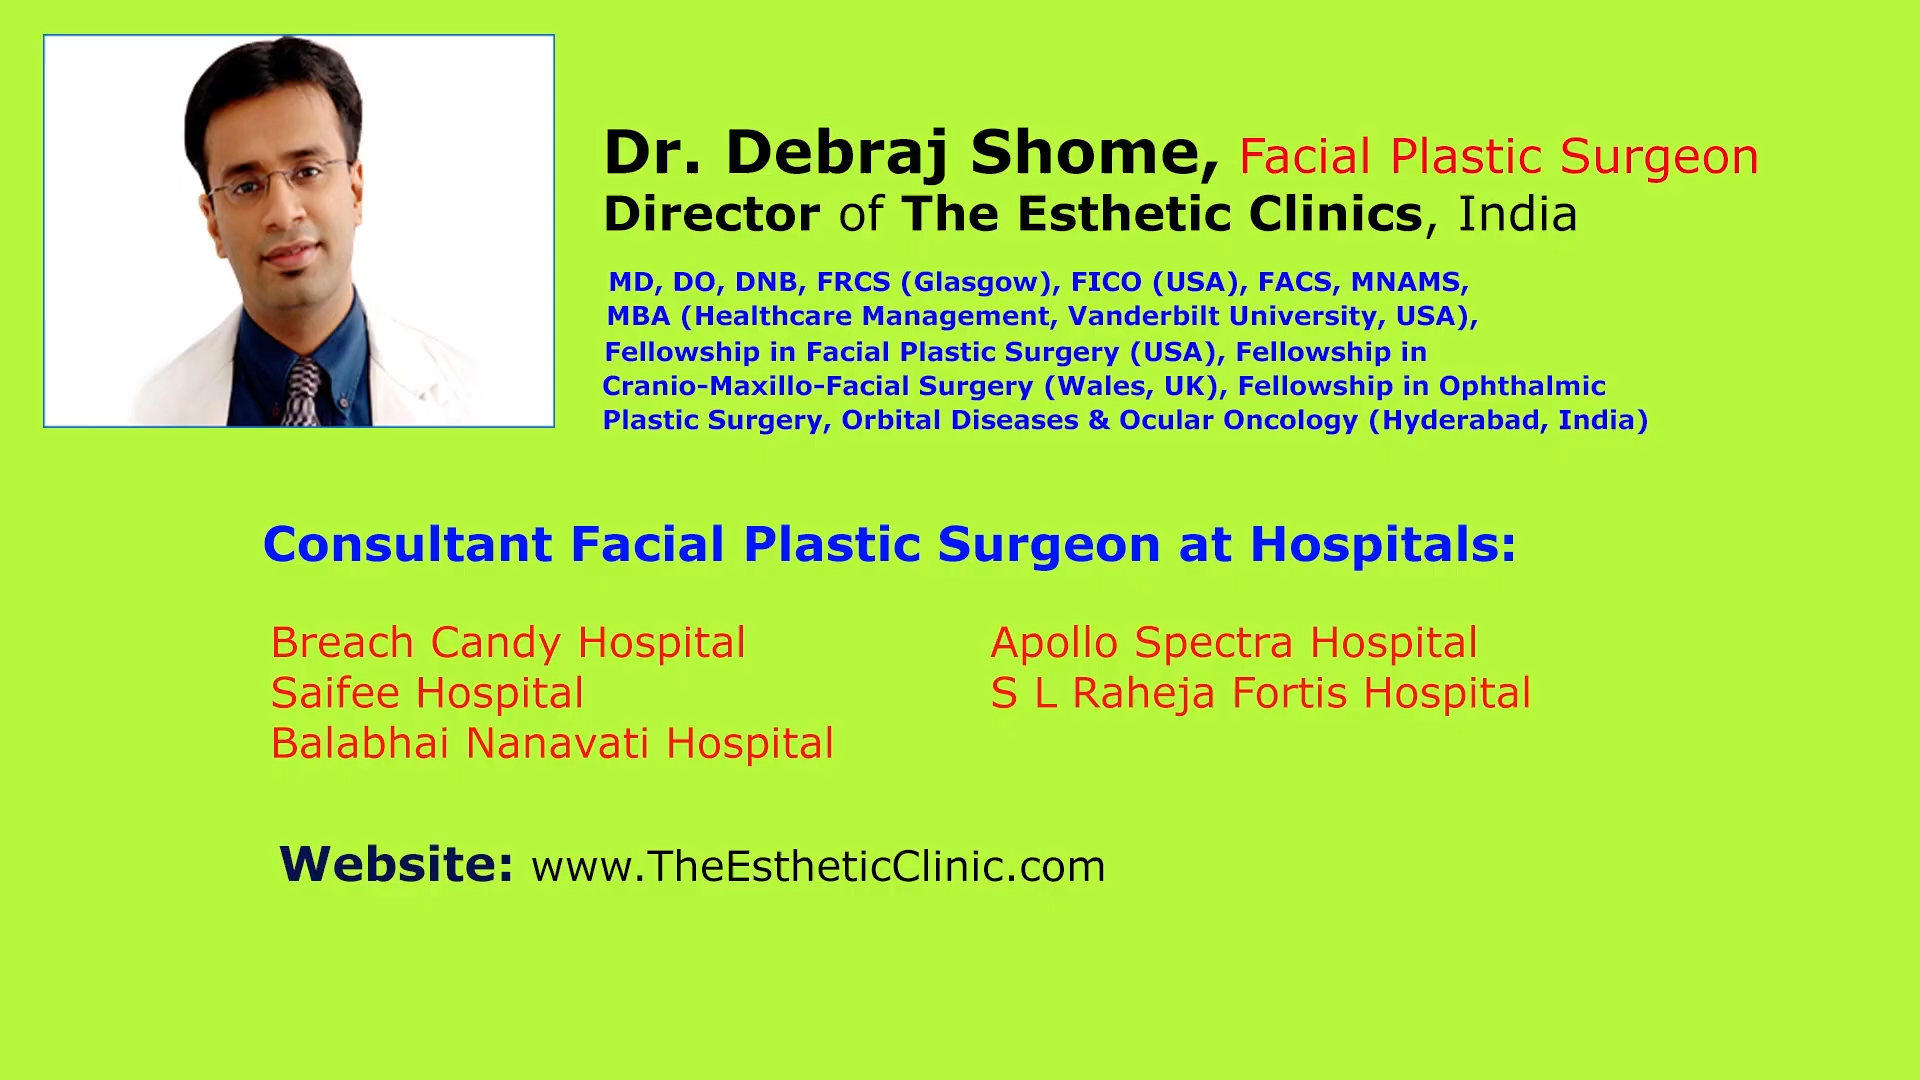 Dr. Debraj Shome, Facial Plastic Surgeon
Director of The Esthetic Clinics, India
MD, DO, DNB, FRCS (Glasgow), FICO (USA), FACS, MNAMS,
MBA (Healthcare Management, Vanderbilt University, USA),
Fellowship in Facial Plastic Surgery (USA), Fellowship in
Cranio-Maxillo-Facial Surgery (Wales, UK), Fellowship in Ophthalmic
Plastic Surgery, Orbital Diseases & Ocular Oncology (Hyderabad, India)
Consultant Facial Plastic Surgeon at Hospitals:
Breach Candy Hospital
Saifee Hospital
Balabhai Nanavati Hospital
Apollo Spectra Hospital
S L Raheja Fortis Hospital
Website: www.TheEstheticClinic.com